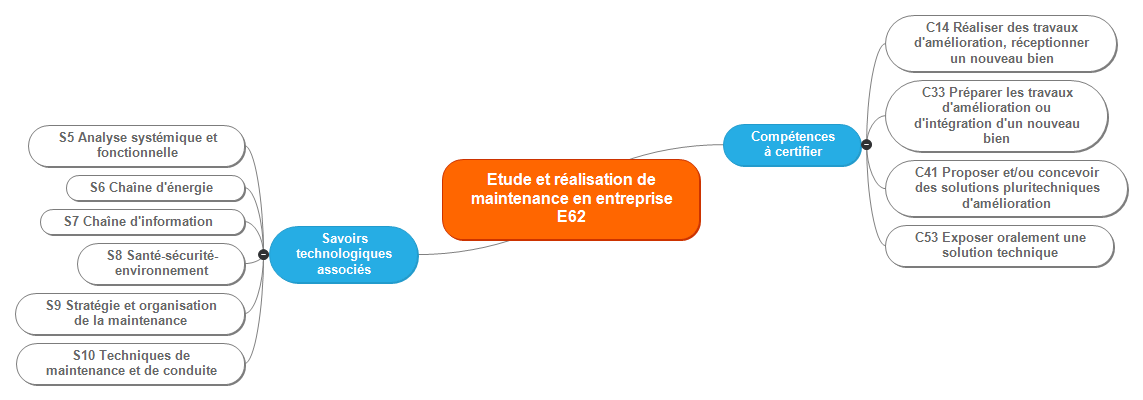 Etude et réalisation de
maintenance en entreprise
E62
Compétences
à certifier
C14 Réaliser des travaux
d'amélioration, réceptionner
un nouveau bien
C33 Préparer les travaux
d'amélioration ou
d'intégration d'un nouveau
bien
C41 Proposer et/ou concevoir
des solutions pluritechniques
d'amélioration
C53 Exposer oralement une
solution technique
Savoirs
technologiques
associés
S5 Analyse systémique et
fonctionnelle
S6 Chaîne d'énergie
S7 Chaîne d'information
S8 Santé-sécurité-
environnement
S9 Stratégie et organisation
de la maintenance
S10 Techniques de
maintenance et de conduite